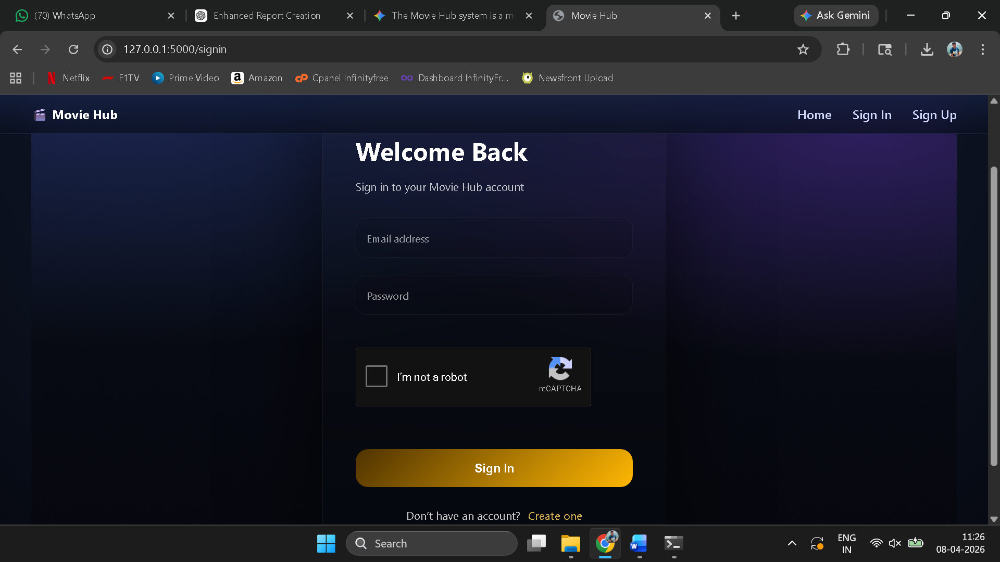 (70) WhatsApp
Enhanced Report Creation
The Movie Hub system is a m
Movie Hub
Ask Gemini
127.0.0.1:5000/signin
Netflix
F1TV
Prime Video
Amazon
Cpanel Infinityfree
Dashboard InfinityFr...
Newsfront Upload
Movie Hub
Home
Sign In
Sign Up
Welcome Back
Sign in to your Movie Hub account
Email address
Password
I'm not a robot
reCAPTCHA
Sign In
Don't have an account? Create one
Search
ENG
IN
11:26
08-04-2026